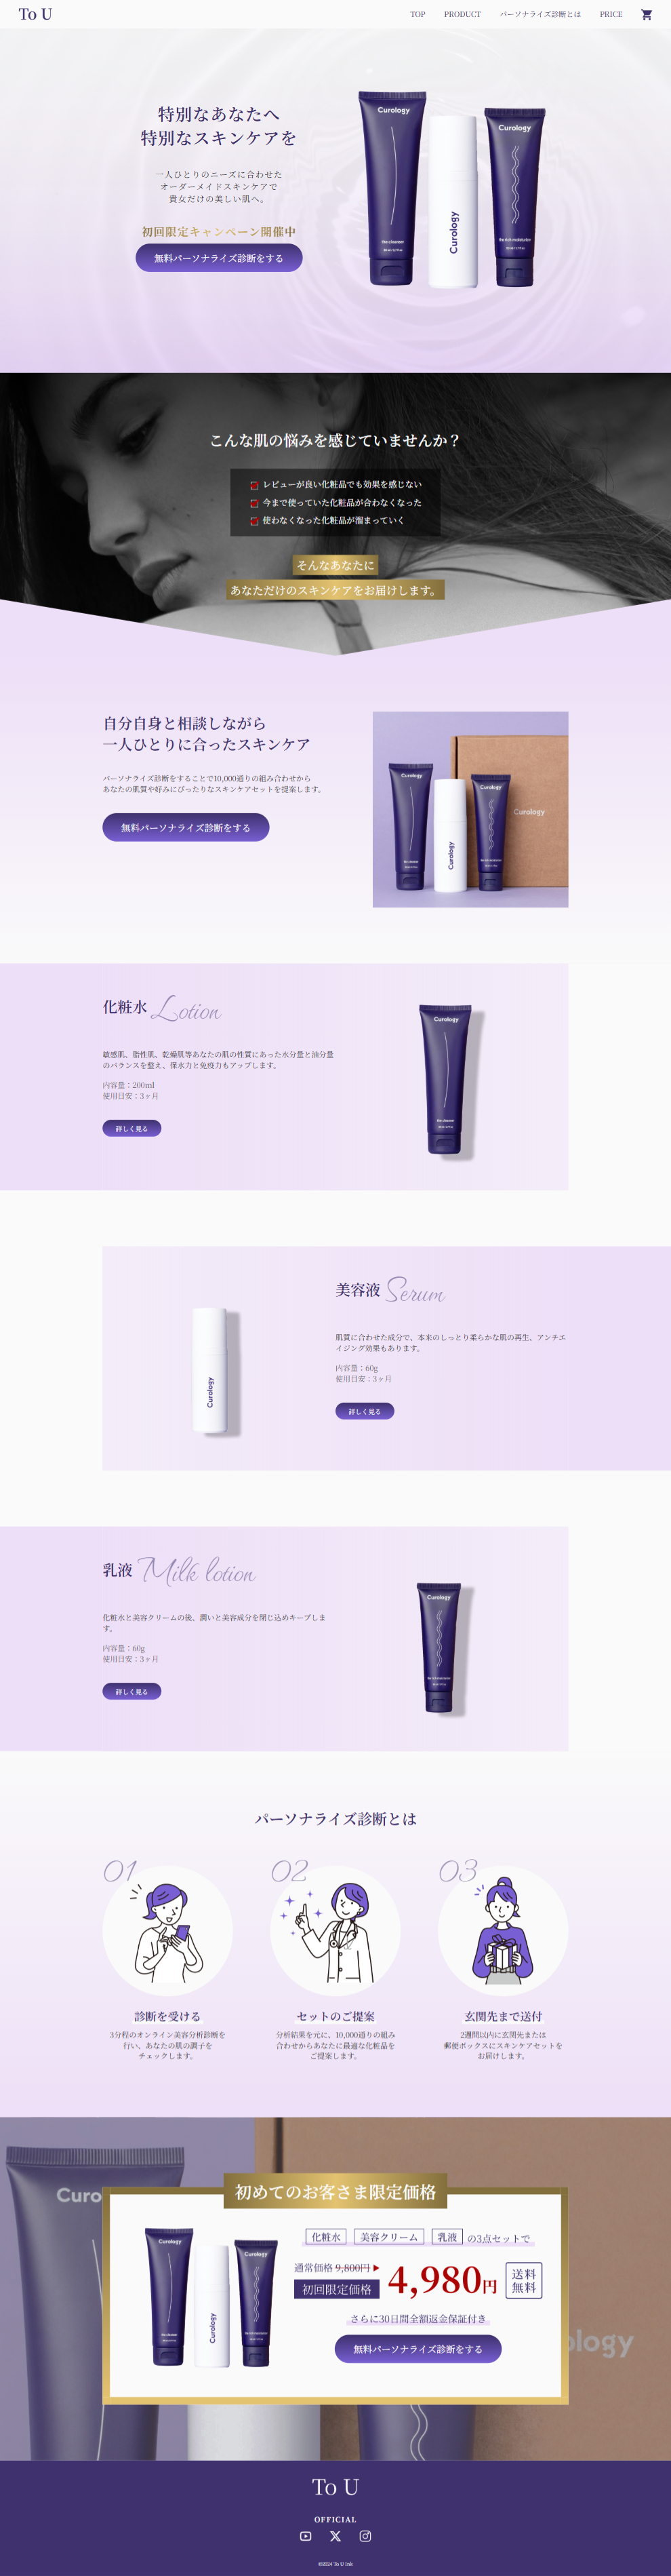 To U
TOP
PRODUCT
パーソナライズ診断とは
PRICE
特別なあなたへ
特別なスキンケアを
一人ひとりのニーズに合わせた
オーダーメイドスキンケアで
貴女だけの美しい肌へ。
初回限定キャンペーン開催中
無料パーソナライズ診断をする
Curology
the cleanser
Curology
Curology
the rich moisturizer
こんな肌の悩みを感じていませんか？
レビューが良い化粧品でも効果を感じない
今まで使っていた化粧品が合わなくなった
使わなくなった化粧品が溜まっていく
そんなあなたに
あなただけのスキンケアをお届けします。
自分自身と相談しながら
一人ひとりに合ったスキンケア
パーソナライズ診断をすることで10,000通りの組み合わせから
あなたの肌質や好みにぴったりなスキンケアセットを提案します。
無料パーソナライズ診断をする
Curology
Curology
Curology
Curology
化粧水 Lotion
敏感肌、脂性肌、乾燥肌等あなたの肌の性質にあった水分量と油分量
のバランスを整え、保水力と免疫力もアップします。
内容量：200ml
使用目安：3ヶ月
詳しく見る
Curology
the cleanser
美容液 Serum
肌質に合わせた成分で、本来のしっとり柔らかな肌の再生、アンチエ
イジング効果もあります。
内容量：60g
使用目安：3ヶ月
詳しく見る
Curology
乳液 Milk lotion
化粧水と美容クリームの後、潤いと美容成分を閉じ込めキープしま
す。
内容量：60g
使用目安：3ヶ月
詳しく見る
Curology
パーソナライズ診断とは
01
02
03
診断を受ける
3分程のオンライン美容分析診断を
行い、あなたの肌の調子を
チェックします。
セットのご提案
分析結果を元に、10,000通りの組み
合わせからあなたに最適な化粧品を
ご提案します。
玄関先まで送付
2週間以内に玄関先または
郵便ボックスにスキンケアセットを
お届けします。
初めてのお客さま限定価格
化粧水 美容クリーム 乳液 の3点セットで
通常価格 9,800円
初回限定価格
4,980円
送料
無料
さらに30日間全額返金保証付き
無料パーソナライズ診断をする
Curology
Curology
Curology
Curo
ology
To U
OFFICIAL
©2024 To U Ink